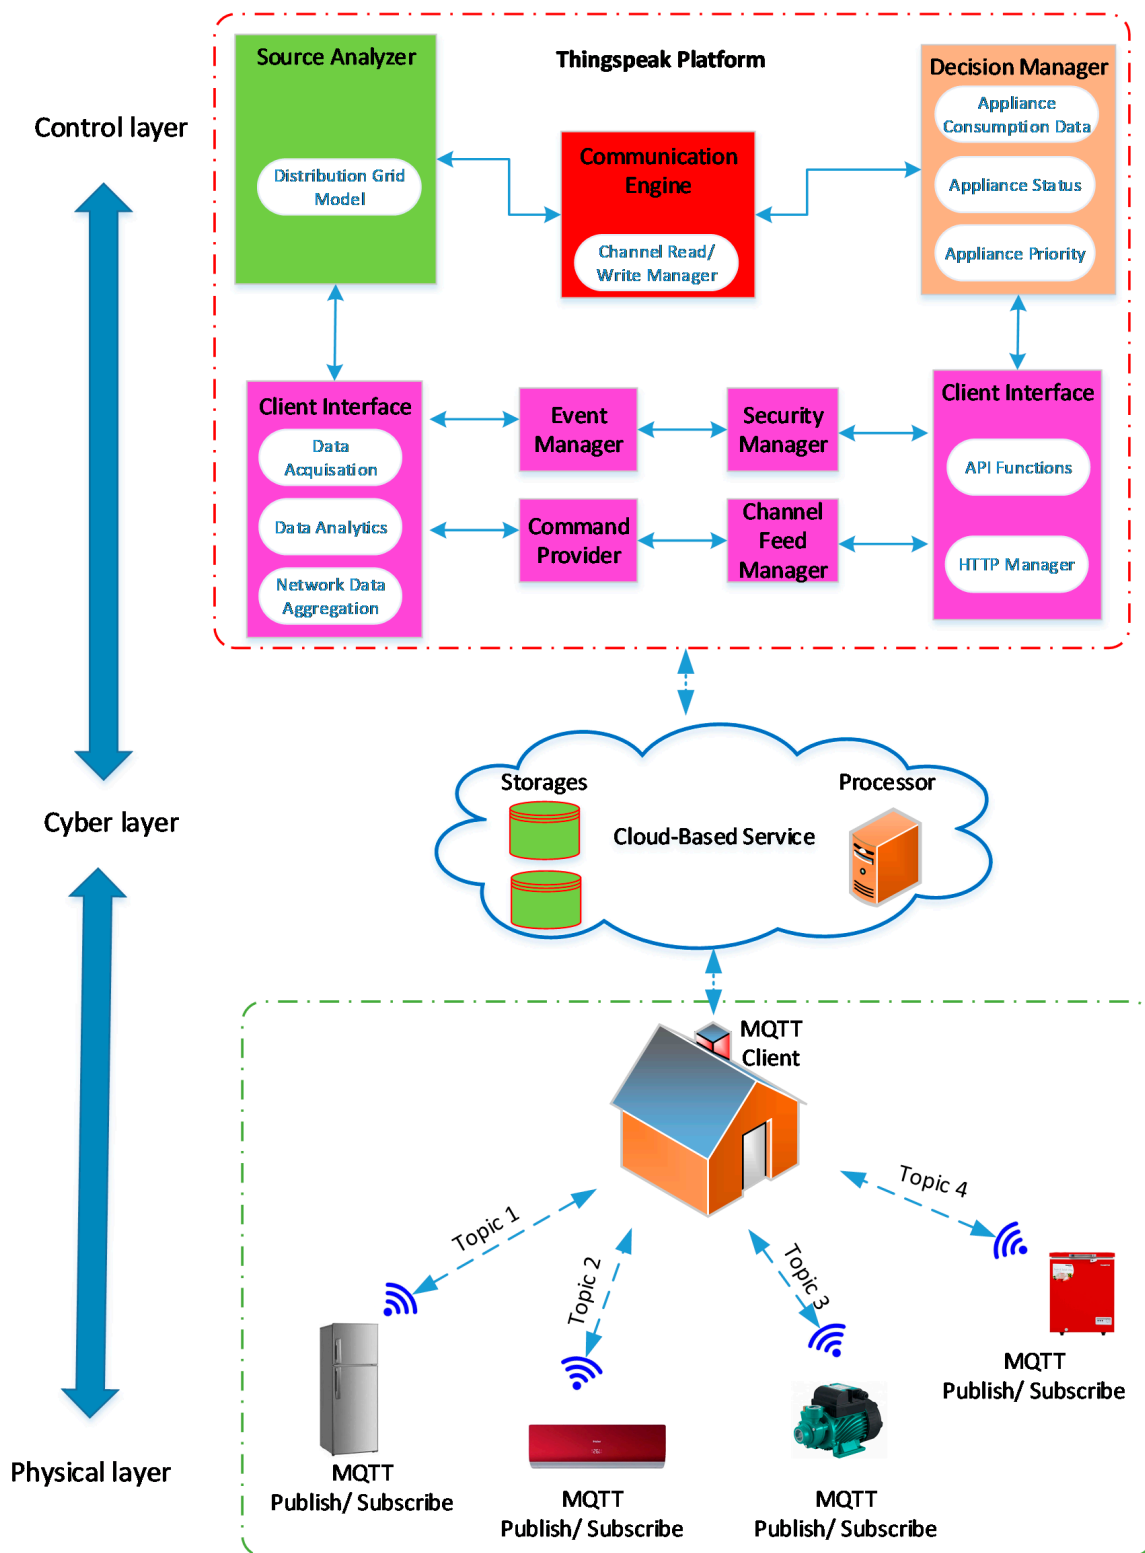 Control layer
Thingspeak Platform
Source Analyzer
Distribution Grid
Model
Communication
Engine
Channel Read/
Write Manager
Decision Manager
Appliance
Consumption Data
Appliance Status
Appliance Priority
Client Interface
Data
Acquisation
Data Analytics
Network Data
Aggregation
Event
Manager
Security
Manager
Command
Provider
Channel
Feed
Manager
Client Interface
API Functions
HTTP Manager
Cyber layer
Storages
Processor
Cloud-Based Service
MQTT
Client
Topic 1
Topic 2
Topic 3
Topic 4
Physical layer
MQTT
Publish/ Subscribe
MQTT
Publish/ Subscribe
MQTT
Publish/ Subscribe
MQTT
Publish/ Subscribe